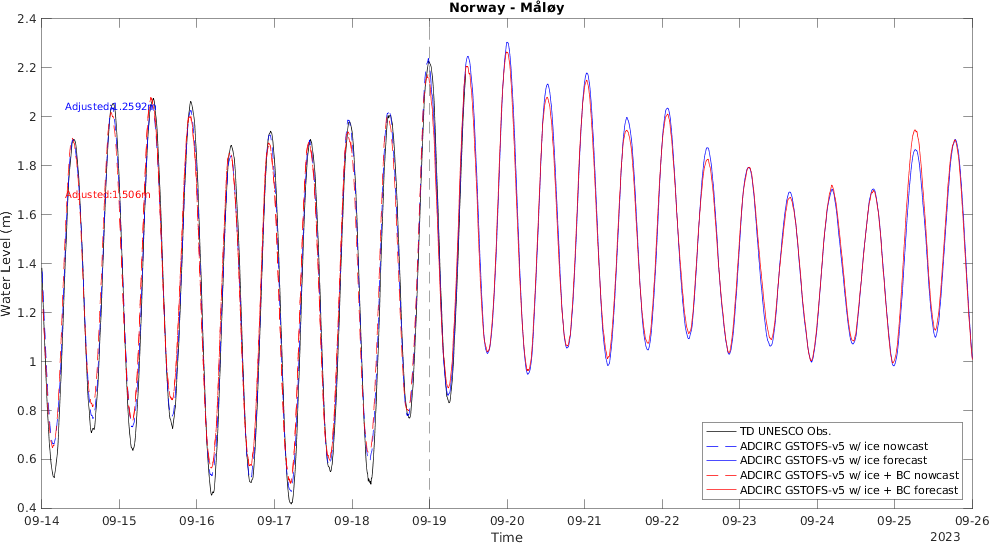 Norway - Måløy
2.4
2.2
2
1.8
1.6
1.4
1.2
1
0.8
0.6
0.4
Water Level (m)
Adjusted:1.2592m
Adjusted:1.506m
TD UNESCO Obs.
ADCIRC GSTOFS-v5 w/ ice nowcast
ADCIRC GSTOFS-v5 w/ ice forecast
ADCIRC GSTOFS-v5 w/ ice + BC nowcast
ADCIRC GSTOFS-v5 w/ ice + BC forecast
09-14 09-15 09-16 09-17 09-18 09-19 09-20 09-21 09-22 09-23 09-24 09-25 09-26
Time
2023